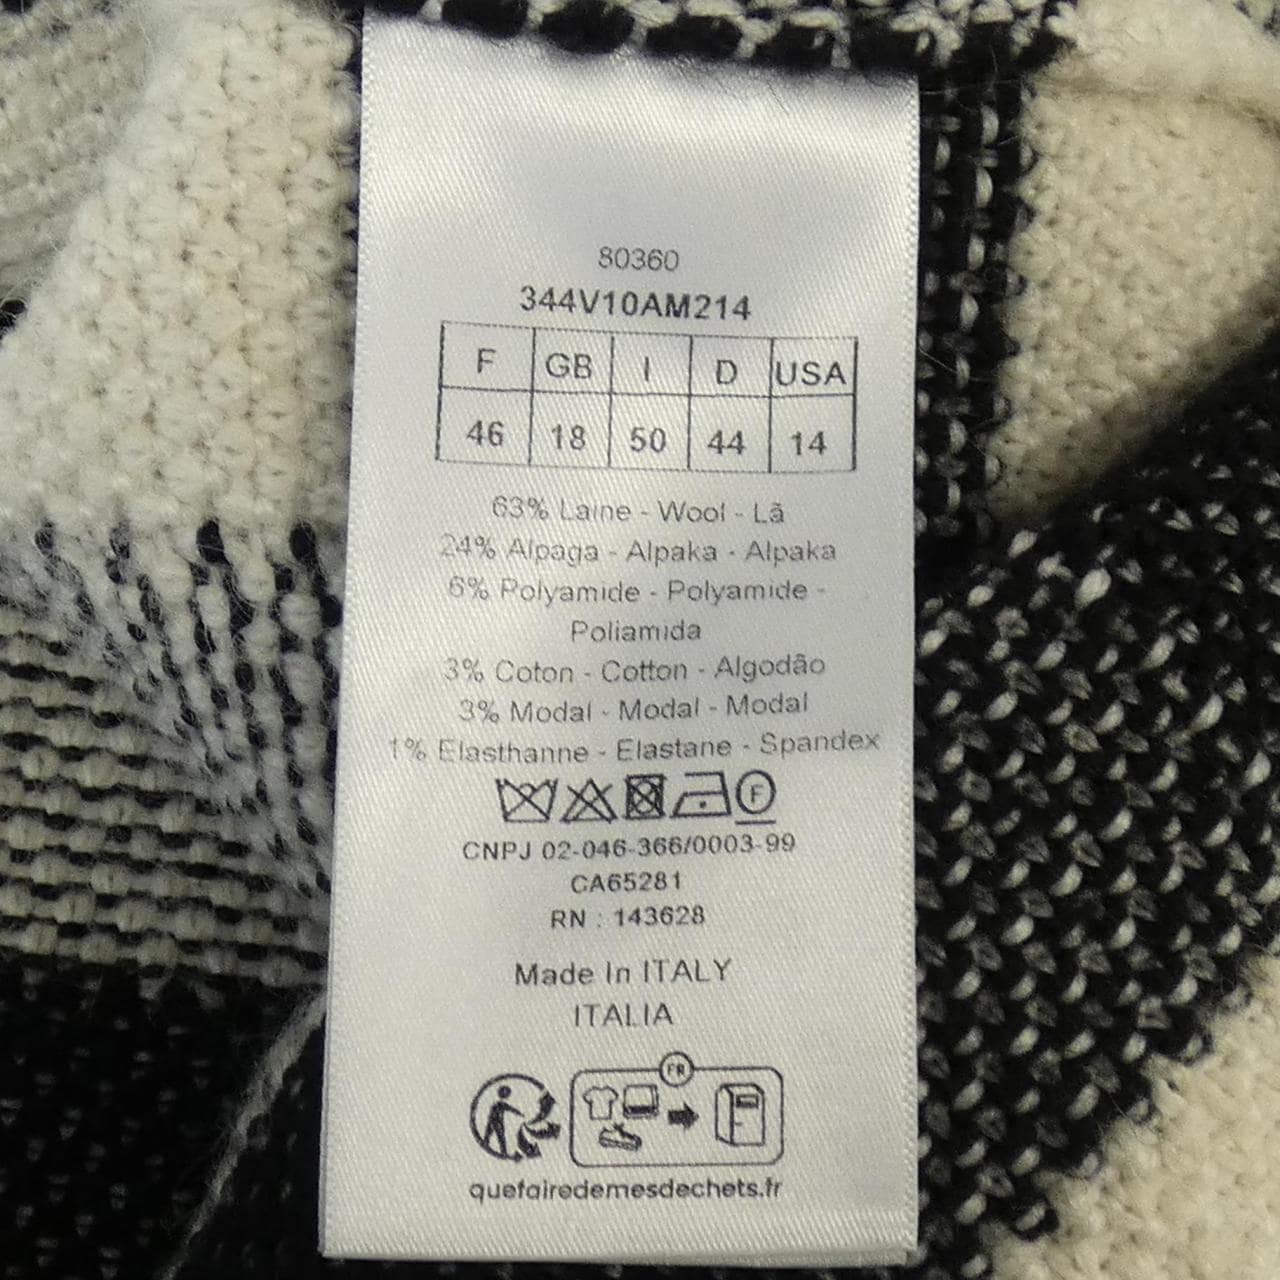 80360
344V10AM214
F GB I D USA
46 18 50 44 14
63% Laine - Wool - Lã
24% Alpaga - Alpaka - Alpaka
6% Polyamide - Polyamide -
Poliamida
3% Coton - Cotton - Algodão
3% Modal - Modal - Modal
1% Elasthanne - Elastane - Spandex
F
CNPJ 02-046-366/0003-99
CA65281
RN : 143628
Made In ITALY
ITALIA
FR
quefairedemesdechets.fr